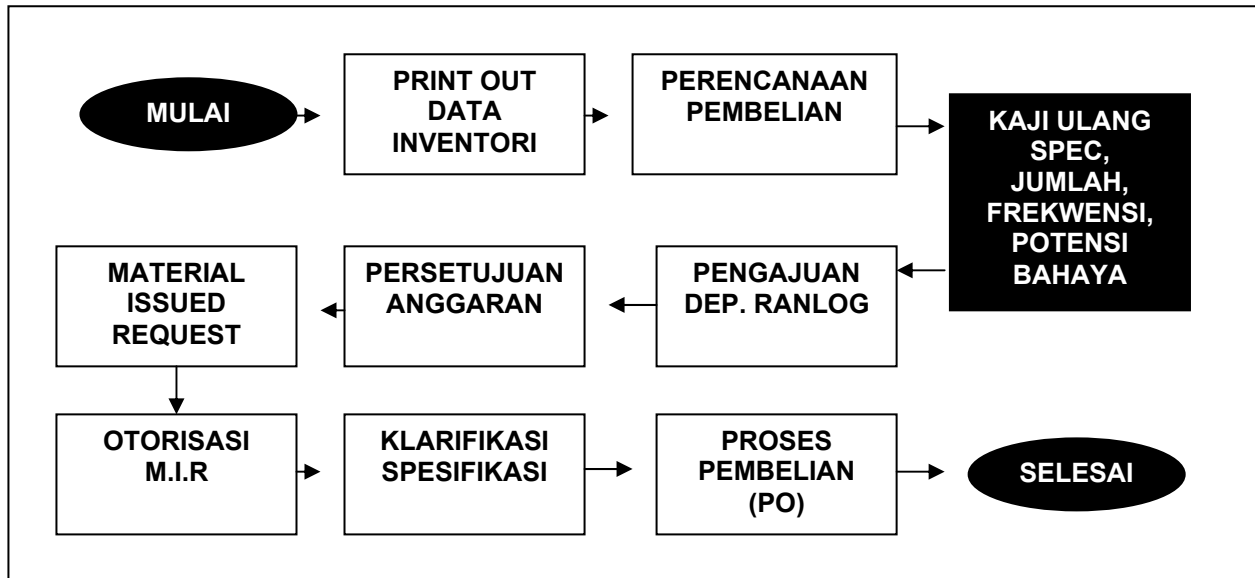 MULAI
PRINT OUT
DATA
INVENTORI
PERENCANAAN
PEMBELIAN
KAJI ULANG
SPEC,
JUMLAH,
FREKWENSI,
POTENSI
BAHAYA
PENGAJUAN
DEP. RANLOG
PERSETUJUAN
ANGGARAN
MATERIAL
ISSUED
REQUEST
OTORISASI
M.I.R
KLARIFIKASI
SPESIFIKASI
PROSES
PEMBELIAN
(PO)
SELESAI